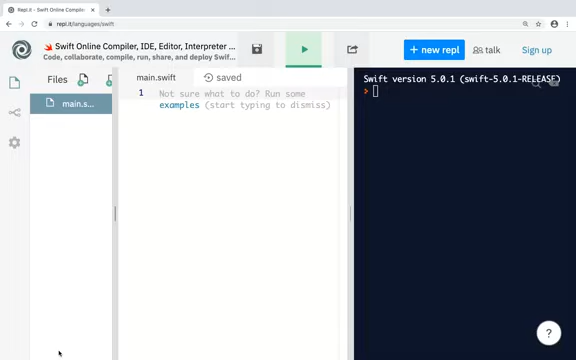 Repl.it - Swift Online Compiler
repl.it/languages/swift
Swift Online Compiler, IDE, Editor, Interpreter ...
Code, collaborate, compile, run, share, and deploy Swif...
+ new repl
talk
Sign up
Files
main.s...
main.swift
saved
1 Not sure what to do? Run some
examples (start typing to dismiss)
Swift version 5.0.1 (swift-5.0.1-RELEASE)
>
?